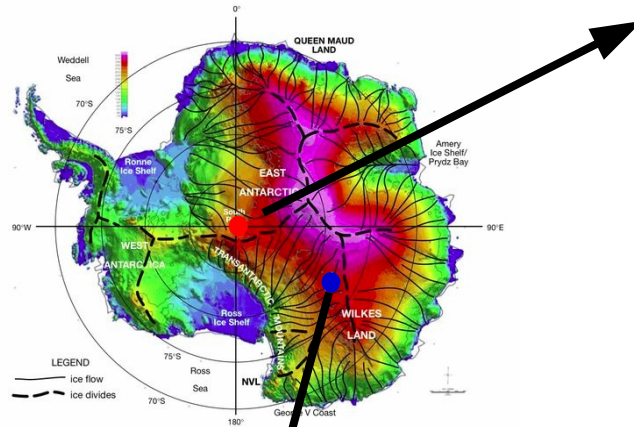 0°
QUEEN MAUD
LAND
Weddell
Sea
70°S
75°S
Ronne
Ice Shelf
EAST
ANTARCTIC
Amery
Ice Shelf/
Prydz Bay
South
90°W
90°E
WEST
ANTARCTICA
TRANSANTARCTIC
MOUNTAINS
Ross
Ice Shelf
WILKES
LAND
LEGEND
ice flow
ice divides
75°S
Ross
Sea
70°S
NVL
George V Coast
180°